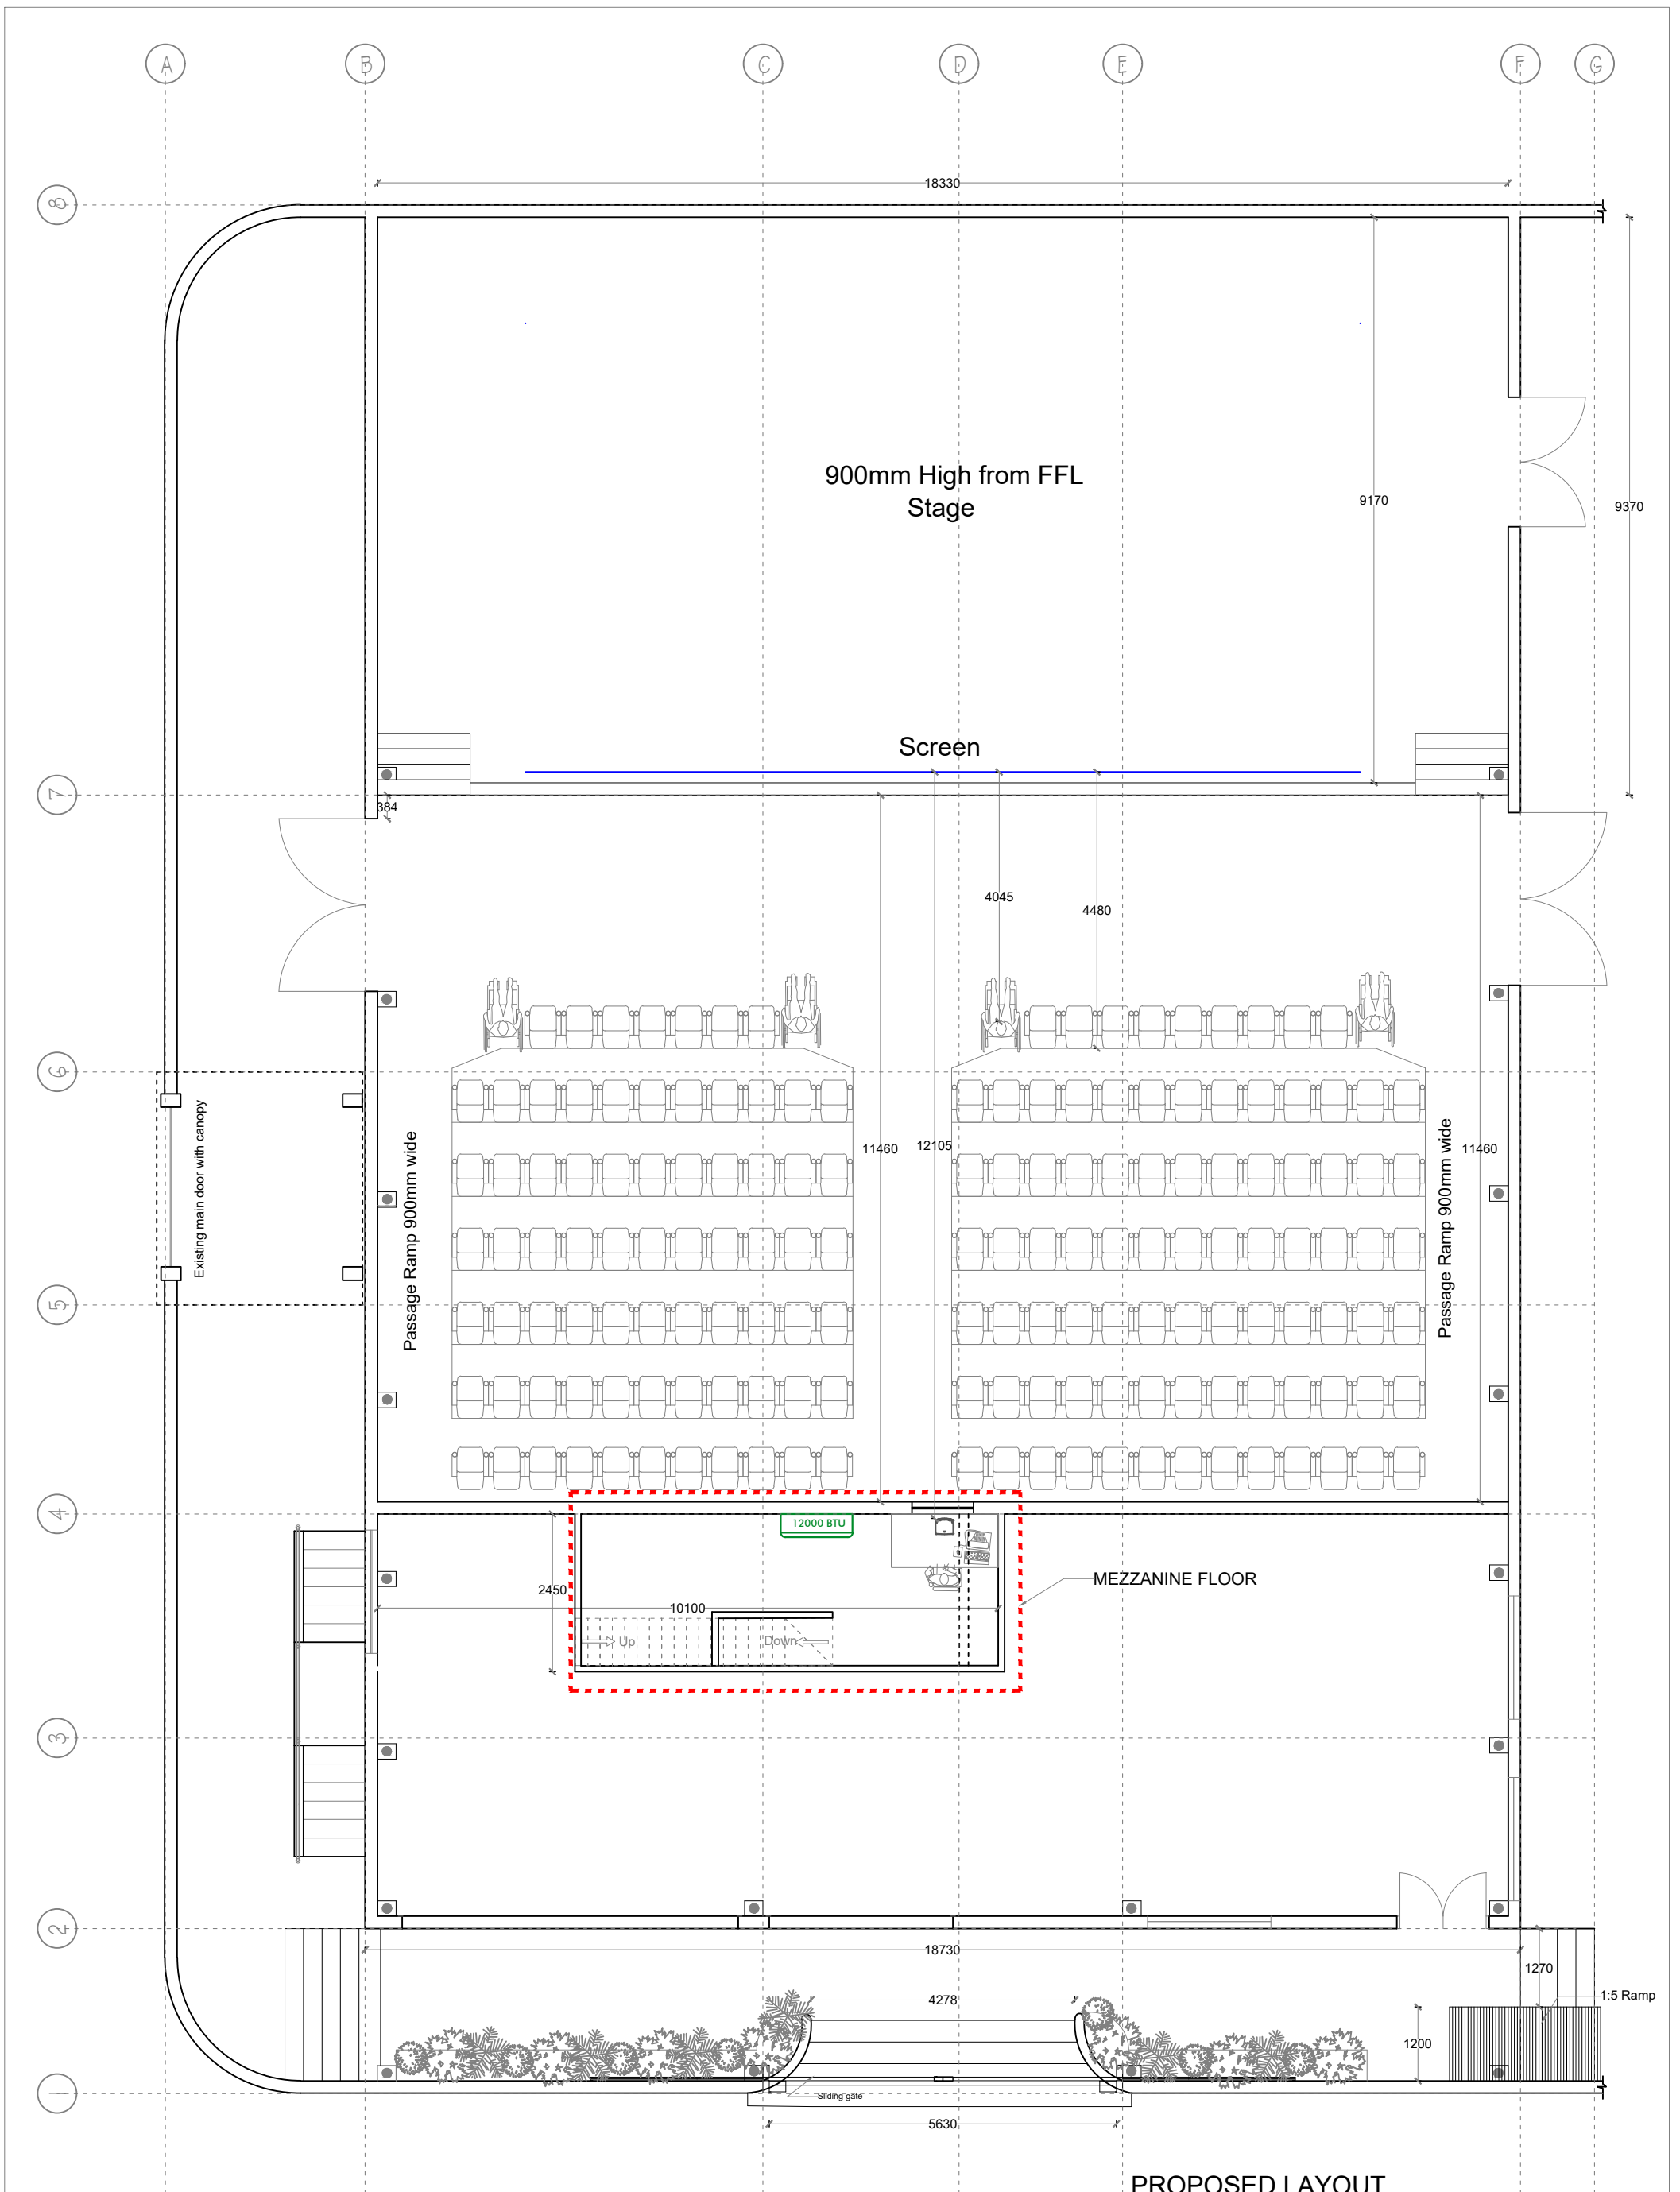 A
B
C
D
E
F
G
8
18330
900mm High from FFL
Stage
9170
9370
Screen
7
384
4045
4480
6
Existing main door with canopy
Passage Ramp 900mm wide
11460
12105
11460
Passage Ramp 900mm wide
5
4
12000 BTU
2450
10100
MEZZANINE FLOOR
Up
Down
3
2
18730
1270
4278
1:5 Ramp
1200
1
Sliding gate
5630
PROPOSED LAYOUT